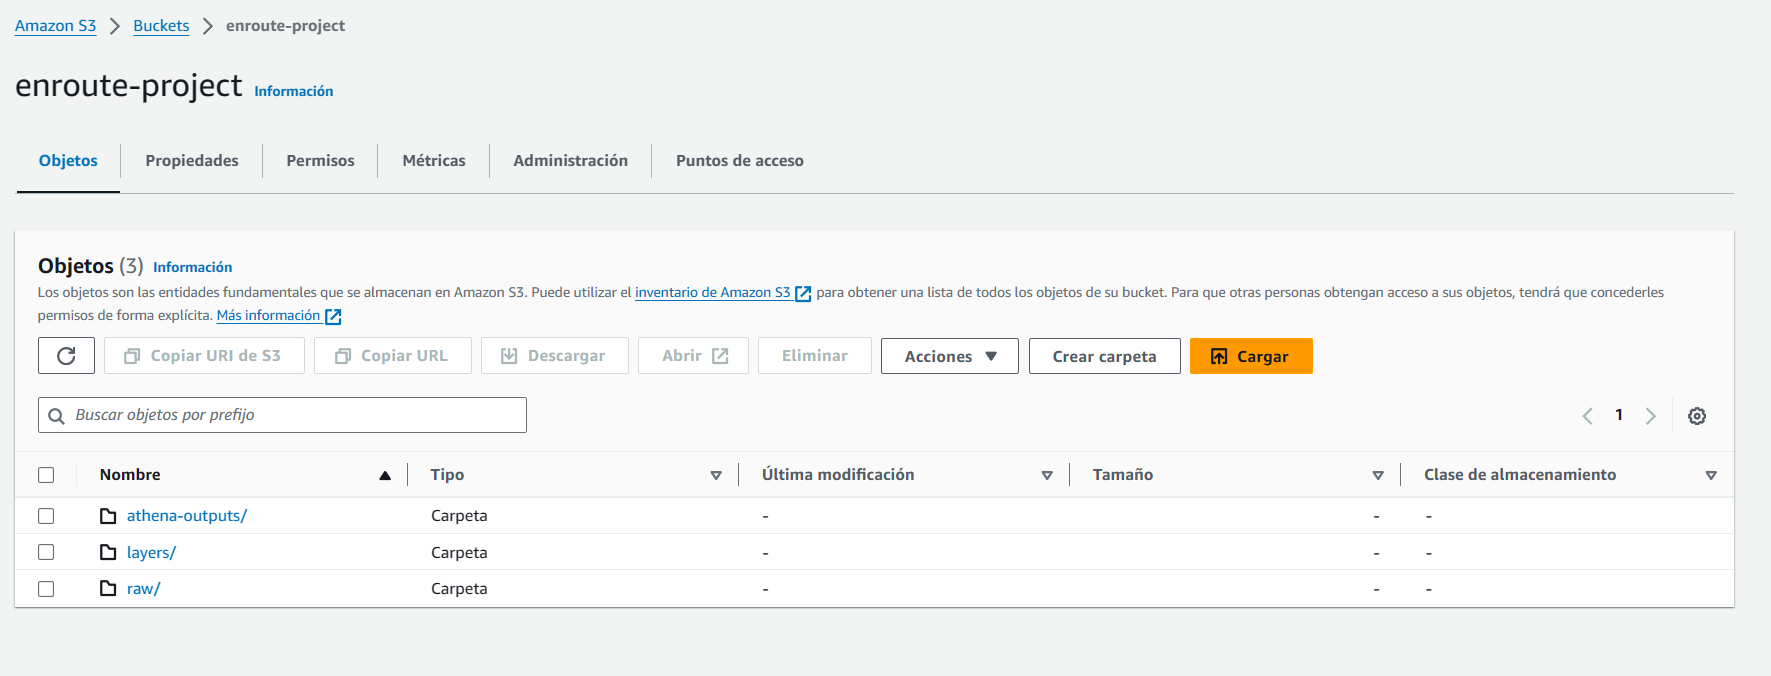 Amazon S3 > Buckets > enroute-project
enroute-project Información
Objetos Propiedades Permisos Métricas Administración Puntos de acceso
Objetos (3) Información
Los objetos son las entidades fundamentales que se almacenan en Amazon S3. Puede utilizar el inventario de Amazon S3 para obtener una lista de todos los objetos de su bucket. Para que otras personas obtengan acceso a sus objetos, tendrá que concederles
permisos de forma explícita. Más información
Copiar URI de S3 Copiar URL Descargar Abrir Eliminar Acciones Crear carpeta Cargar
Buscar objetos por prefijo 1
Nombre Tipo Última modificación Tamaño Clase de almacenamiento
athena-outputs/ Carpeta - - -
layers/ Carpeta - - -
raw/ Carpeta - - -